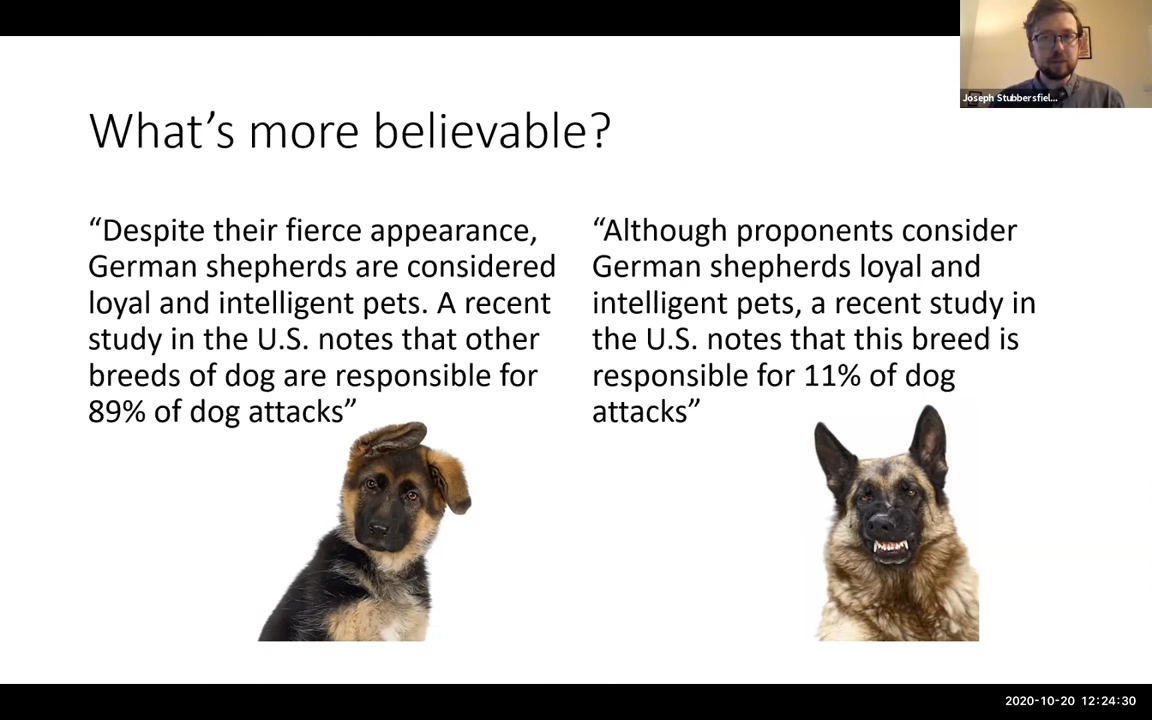 Joseph Stubbersfiel...
What’s more believable?
“Despite their fierce appearance,
German shepherds are considered
loyal and intelligent pets. A recent
study in the U.S. notes that other
breeds of dog are responsible for
89% of dog attacks”
“Although proponents consider
German shepherds loyal and
intelligent pets, a recent study in
the U.S. notes that this breed is
responsible for 11% of dog
attacks”
2020-10-20 12:24:30